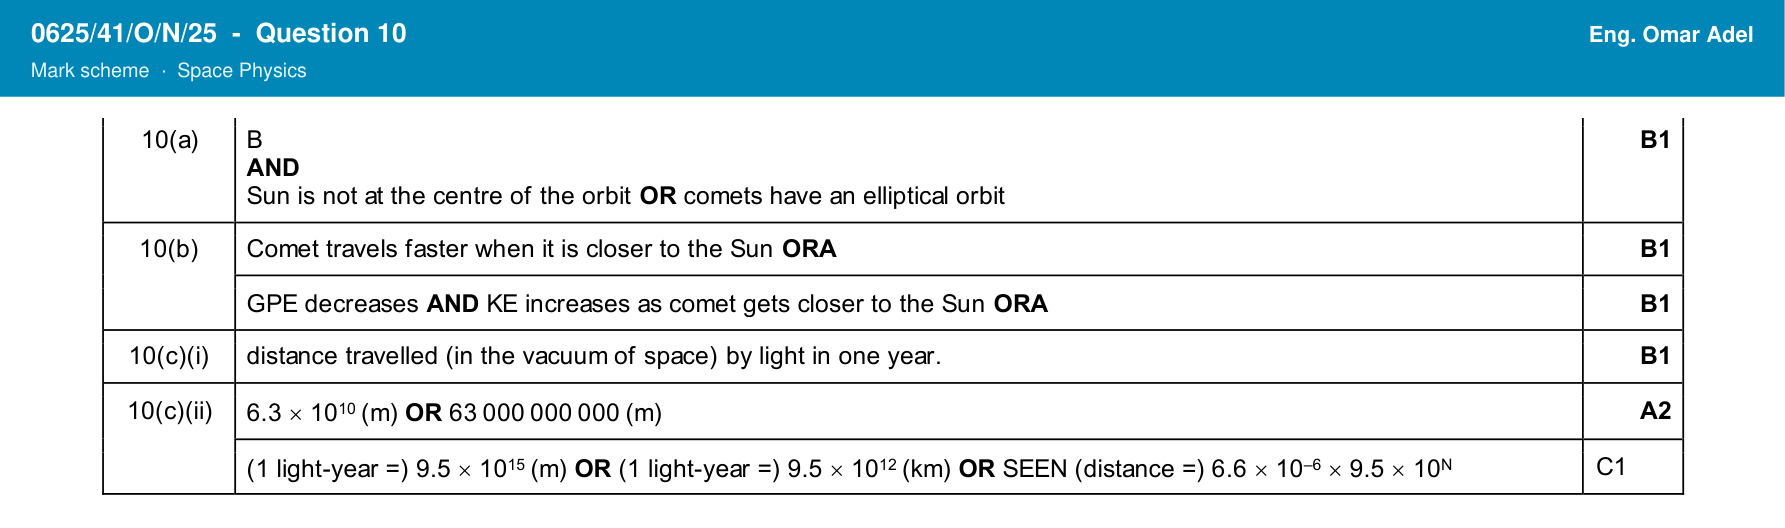 0625/41/O/N/25 - Question 10
Eng. Omar Adel
Mark scheme · Space Physics
10(a)
B
B1
AND
Sun is not at the centre of the orbit OR comets have an elliptical orbit
10(b)
Comet travels faster when it is closer to the Sun ORA
B1
GPE decreases AND KE increases as comet gets closer to the Sun ORA
B1
10(c)(i)
distance travelled (in the vacuum of space) by light in one year.
B1
10(c)(ii)
6.3 × 10¹⁰ (m) OR 63 000 000 000 (m)
A2
(1 light-year =) 9.5 × 10¹⁵ (m) OR (1 light-year =) 9.5 × 10¹² (km) OR SEEN (distance =) 6.6 × 10⁻⁶ × 9.5 × 10ᴺ
C1